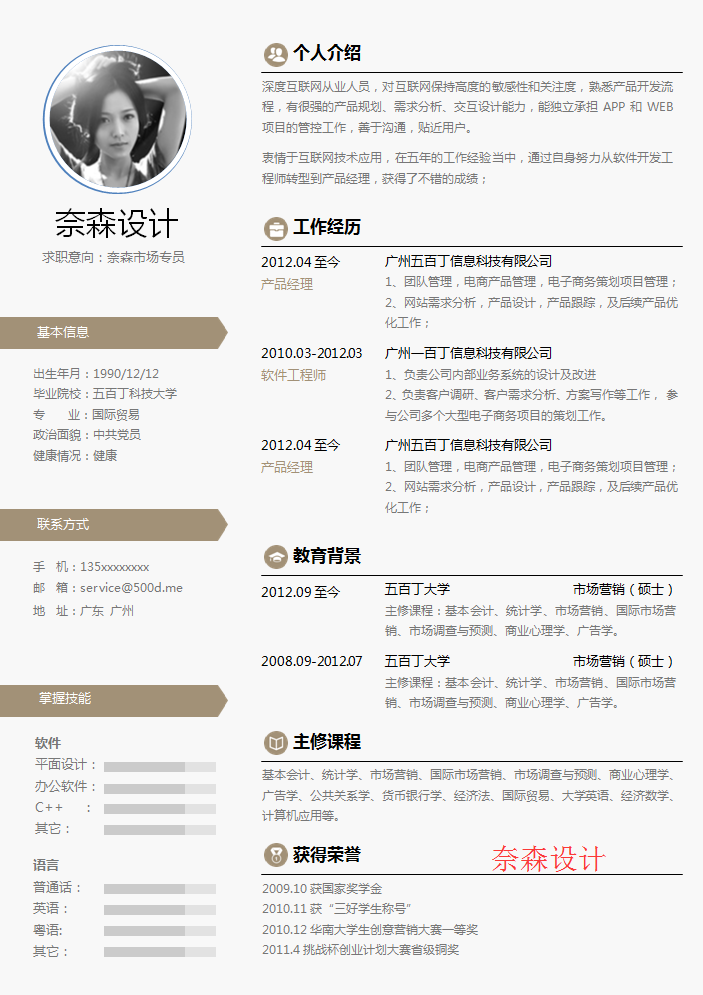 奈森设计
求职意向：奈森市场专员
基本信息
出生年月：1990/12/12
毕业院校：五百丁科技大学
专 业：国际贸易
政治面貌：中共党员
健康情况：健康
联系方式
手 机：135xxxxxxxx
邮 箱：service@500d.me
地 址：广东 广州
掌握技能
软件
平面设计：
办公软件：
C++ ：
其它：
语言
普通话：
英语：
粤语:
其它：
个人介绍
深度互联网从业人员，对互联网保持高度的敏感性和关注度，熟悉产品开发流
程，有很强的产品规划、需求分析、交互设计能力，能独立承担 APP 和 WEB
项目的管控工作，善于沟通，贴近用户。
衷情于互联网技术应用，在五年的工作经验当中，通过自身努力从软件开发工
程师转型到产品经理，获得了不错的成绩；
工作经历
2012.04 至今 广州五百丁信息科技有限公司
产品经理 1、团队管理，电商产品管理，电子商务策划项目管理；
2、网站需求分析，产品设计，产品跟踪，及后续产品优
化工作；
2010.03-2012.03 广州一百丁信息科技有限公司
软件工程师 1、负责公司内部业务系统的设计及改进
2、负责客户调研、客户需求分析、方案写作等工作， 参
与公司多个大型电子商务项目的策划工作。
2012.04 至今 广州五百丁信息科技有限公司
产品经理 1、团队管理，电商产品管理，电子商务策划项目管理；
2、网站需求分析，产品设计，产品跟踪，及后续产品优
化工作；
教育背景
2012.09 至今 五百丁大学 市场营销（硕士）
主修课程：基本会计、统计学、市场营销、国际市场营
销、市场调查与预测、商业心理学、广告学。
2008.09-2012.07 五百丁大学 市场营销（硕士）
主修课程：基本会计、统计学、市场营销、国际市场营
销、市场调查与预测、商业心理学、广告学。
主修课程
基本会计、统计学、市场营销、国际市场营销、市场调查与预测、商业心理学、
广告学、公共关系学、货币银行学、经济法、国际贸易、大学英语、经济数学、
计算机应用等。
获得荣誉
奈森设计
2009.10 获国家奖学金
2010.11 获“三好学生称号”
2010.12 华南大学生创意营销大赛一等奖
2011.4 挑战杯创业计划大赛省级铜奖